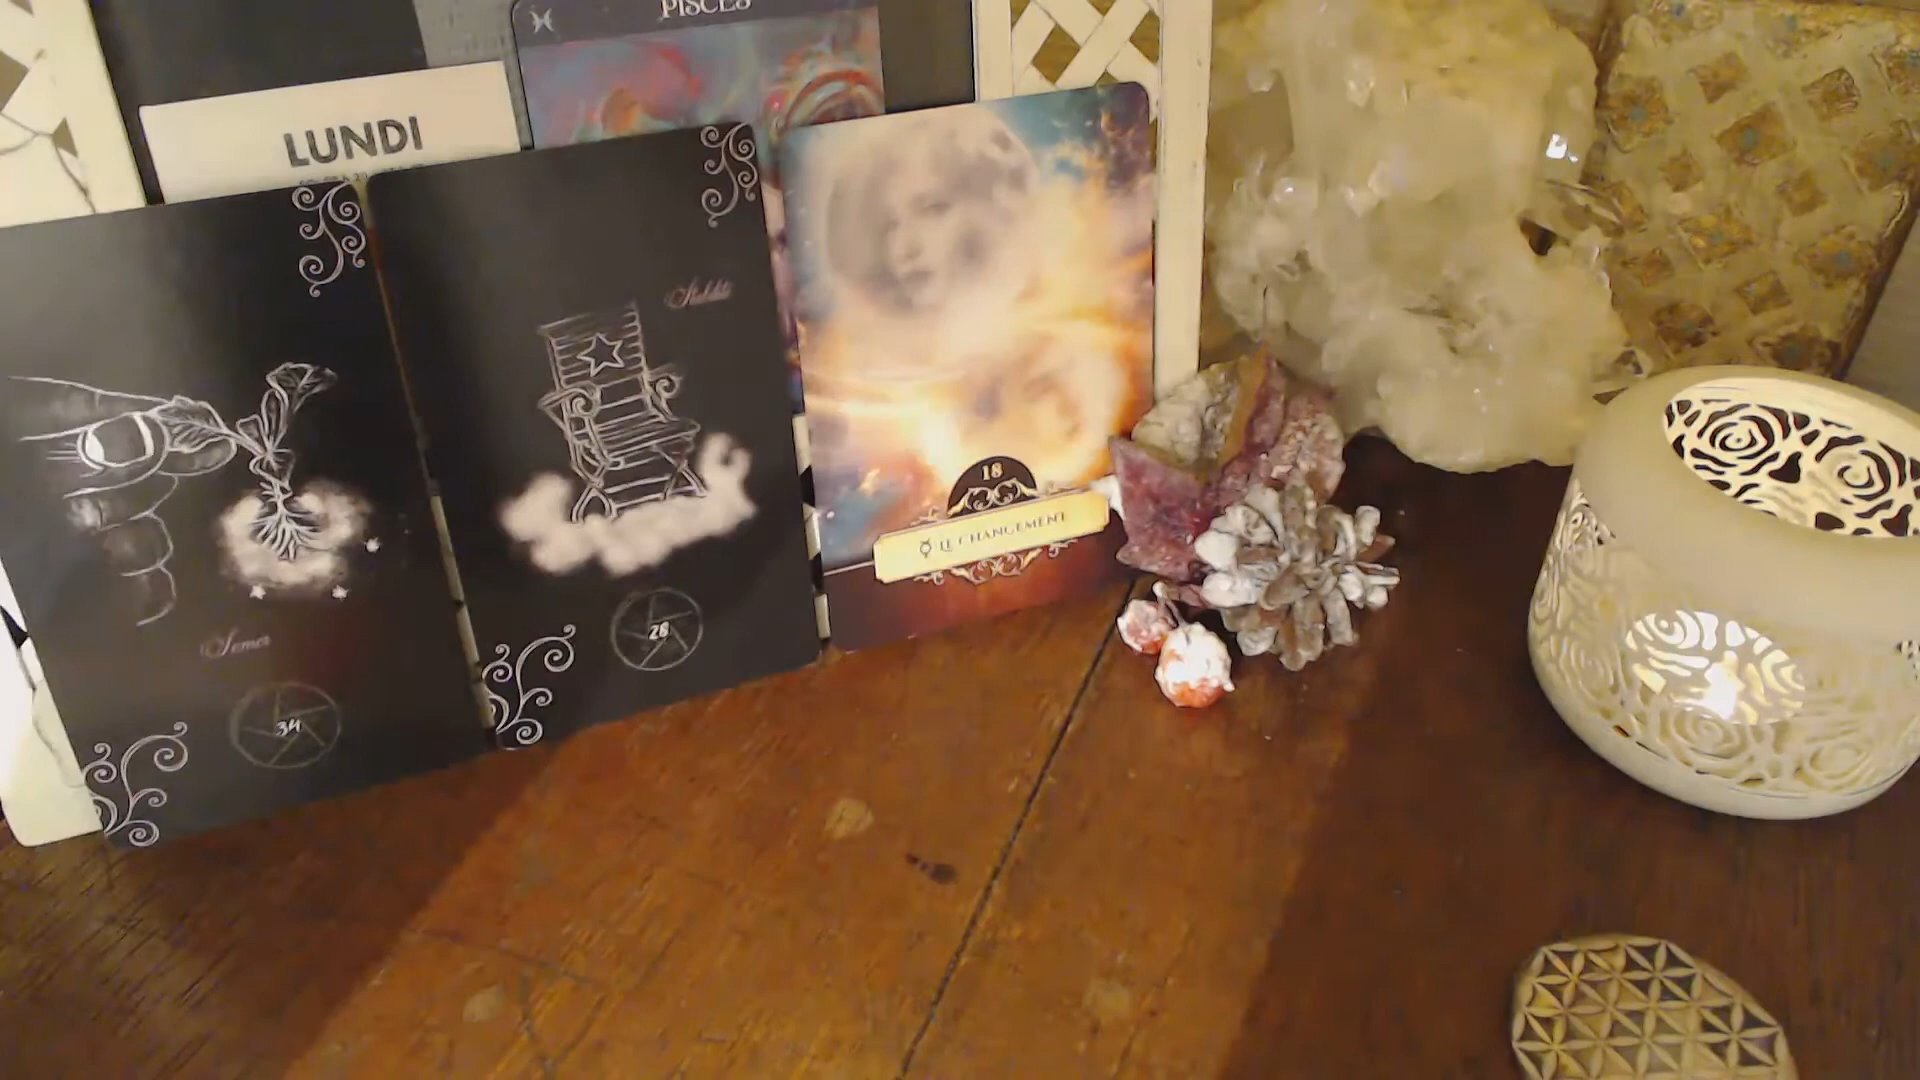 PISCES
LUNDI
Stabilité
18
LE CHANGEMENT
28
Semer
34